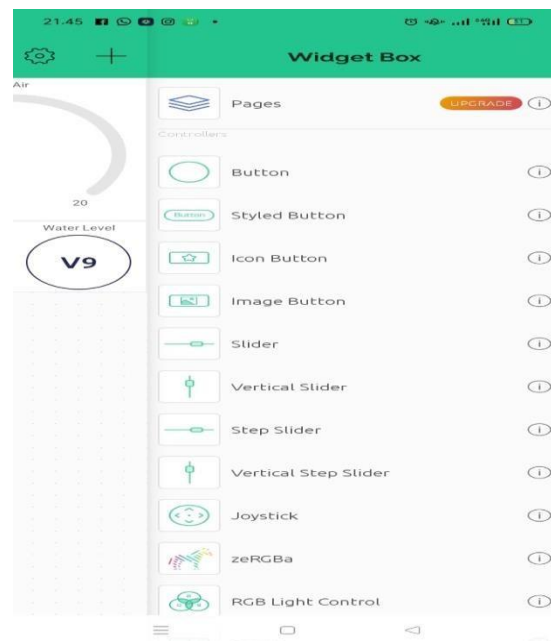 21.45
Widget Box
Air
20
Water Level
V9
Pages
UPGRADE
Controllers
Button
Button
Styled Button
Icon Button
Image Button
Slider
Vertical Slider
Step Slider
Vertical Step Slider
Joystick
zeRGBa
RGB Light Control